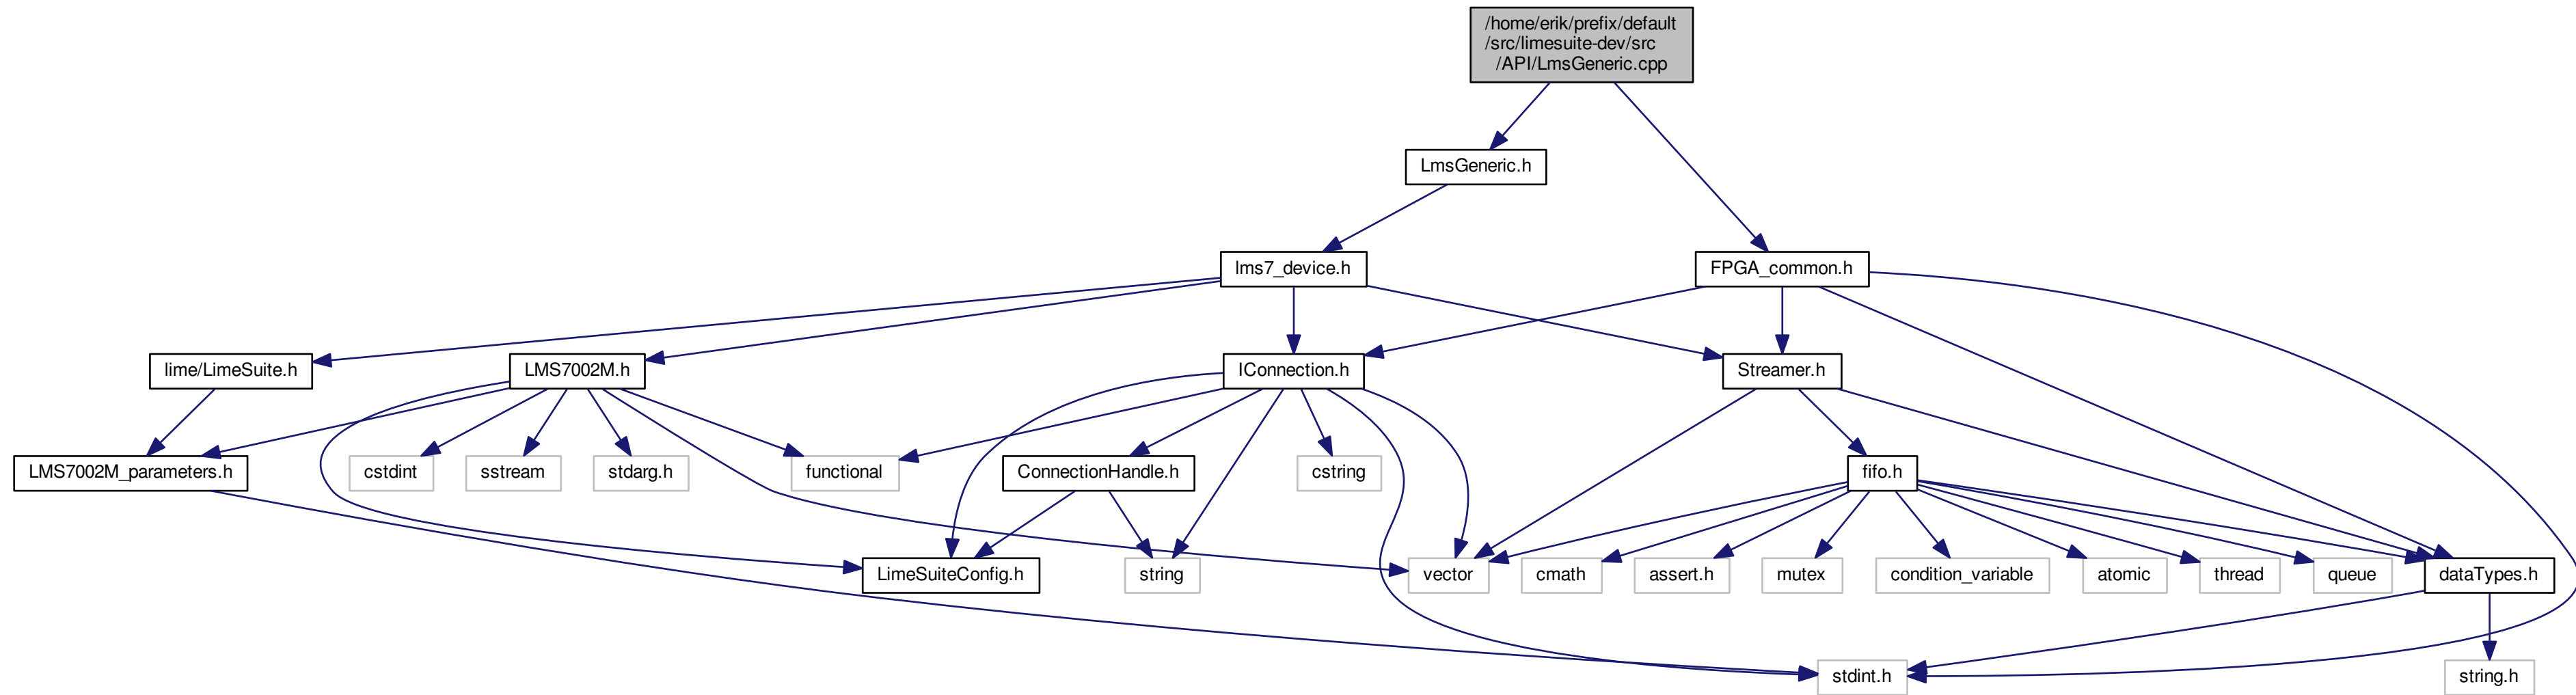 /home/erik/prefix/default
/src/limesuite-dev/src
/API/LmsGeneric.cpp
LmsGeneric.h
lms7_device.h
FPGA_common.h
lime/LimeSuite.h
LMS7002M.h
IConnection.h
Streamer.h
LMS7002M_parameters.h
cstdint
sstream
stdarg.h
functional
ConnectionHandle.h
cstring
fifo.h
LimeSuiteConfig.h
string
vector
cmath
assert.h
mutex
condition_variable
atomic
thread
queue
dataTypes.h
stdint.h
string.h